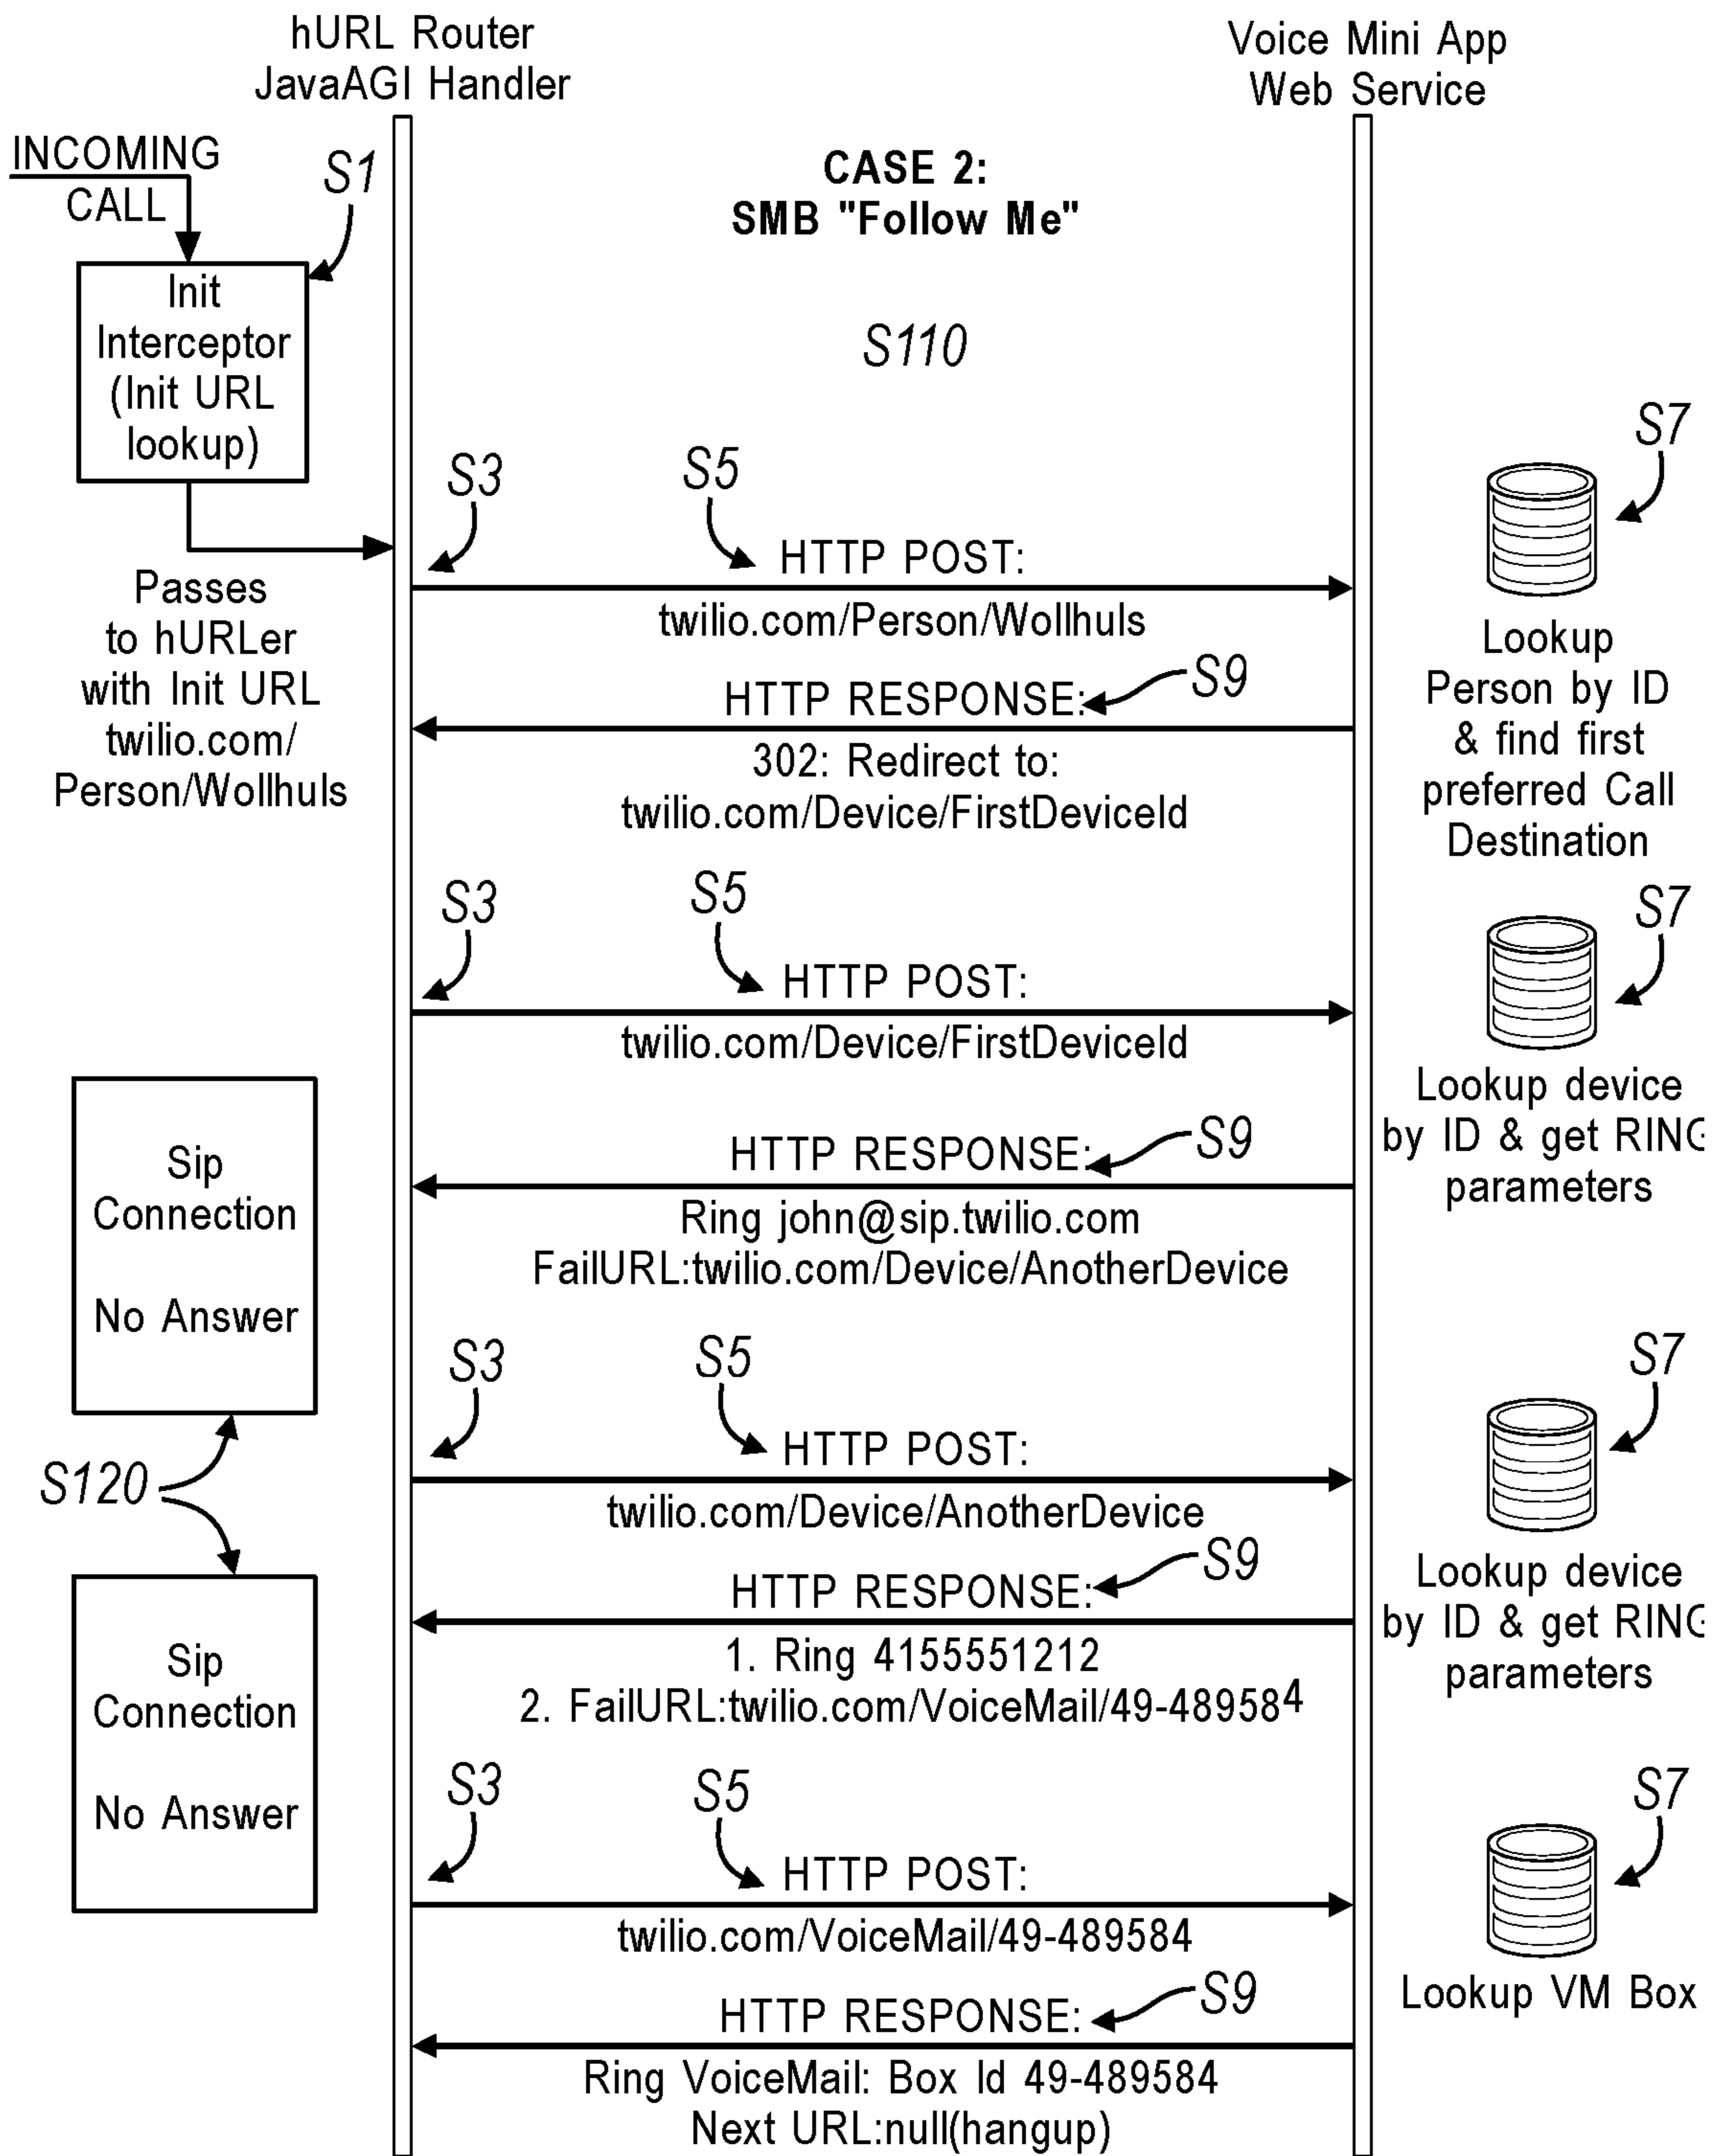 hURL Router
JavaAGI Handler
Voice Mini App
Web Service
INCOMING
CALL
S1
CASE 2:
SMB "Follow Me"
Init
Interceptor
(Init URL
lookup)
S110
S7
S3
S5
HTTP POST:
twilio.com/Person/Wollhuls
Passes
to hURLer
with Init URL
twilio.com/
Person/Wollhuls
Lookup
Person by ID
& find first
preferred Call
Destination
HTTP RESPONSE:
S9
302: Redirect to:
twilio.com/Device/FirstDeviceId
S3
S5
S7
HTTP POST:
twilio.com/Device/FirstDeviceId
Lookup device
by ID & get RING
parameters
Sip
Connection
No Answer
HTTP RESPONSE:
S9
Ring john@sip.twilio.com
FailURL:twilio.com/Device/AnotherDevice
S3
S5
S7
S120
HTTP POST:
twilio.com/Device/AnotherDevice
HTTP RESPONSE:
S9
Lookup device
by ID & get RING
parameters
Sip
Connection
No Answer
1. Ring 4155551212
2. FailURL:twilio.com/VoiceMail/49-489584
S3
S5
S7
HTTP POST:
twilio.com/VoiceMail/49-489584
Lookup VM Box
HTTP RESPONSE:
S9
Ring VoiceMail: Box Id 49-489584
Next URL:null(hangup)